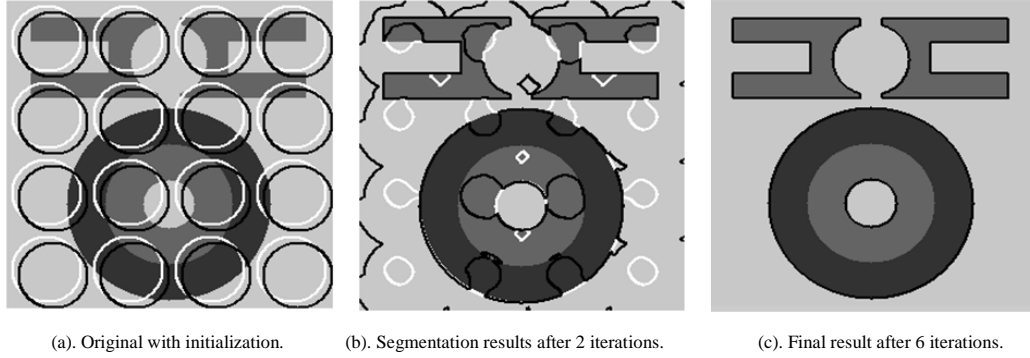 (a). Original with initialization.
(b). Segmentation results after 2 iterations.
(c). Final result after 6 iterations.